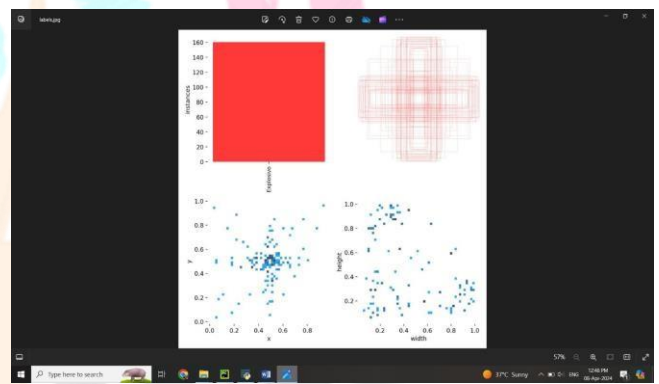 labels.jpg
160
140
120
100
80
60
40
20
0
instances
Explosive
1.0
0.8
0.6
0.4
0.2
0.0
y
0.0 0.2 0.4 0.6 0.8
x
1.0
0.8
0.6
0.4
0.2
height
0.2 0.4 0.6 0.8 1.0
width
57%
Type here to search
37°C Sunny
ENG
12:46 PM
06-Apr-2024